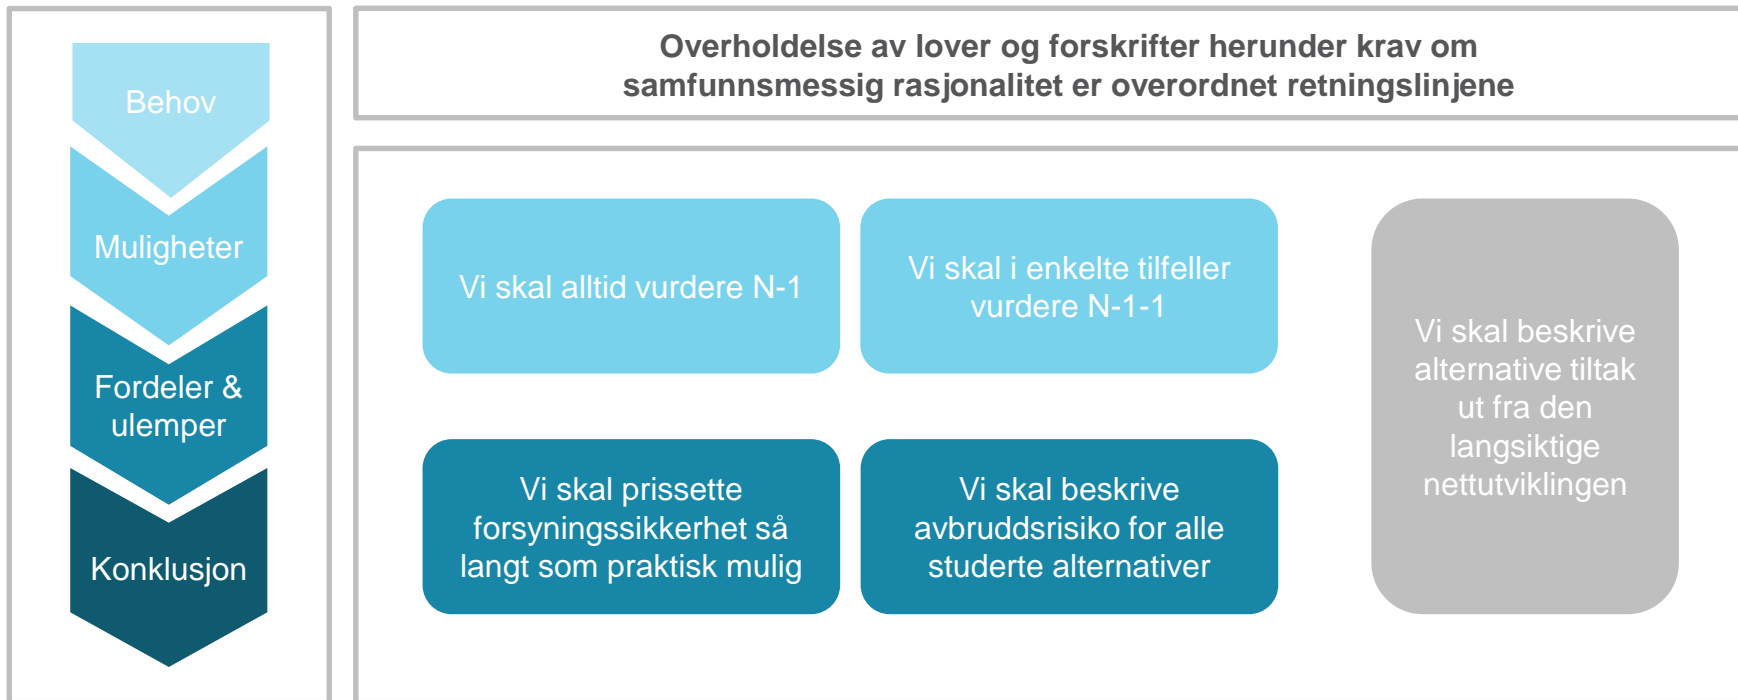 Behov
Muligheter
Fordeler &
ulemper
Konklusjon
Overholdelse av lover og forskrifter herunder krav om
samfunnsmessig rasjonalitet er overordnet retningslinjene
Vi skal alltid vurdere N-1
Vi skal i enkelte tilfeller
vurdere N-1-1
Vi skal prissette
forsyningssikkerhet så
langt som praktisk mulig
Vi skal beskrive
avbruddsrisiko for alle
studerte alternativer
Vi skal beskrive
alternative tiltak
ut fra den
langsiktige
nettutviklingen